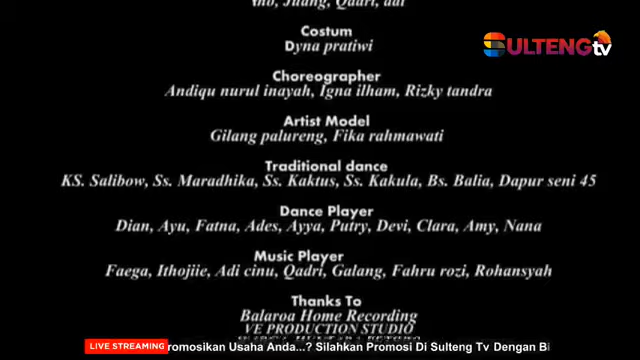 Costum
Dyna pratiwi
SULTENG tv
Choreographer
Andiqu nurul inayah, Igna ilham, Rizky tandra
Artist Model
Gilang palureng, Fika rahmawati
Traditional dance
KS. Salibow, Ss. Maradhika, Ss. Kaktus, Ss. Kakula, Bs. Balia, Dapur seni 45
Dance Player
Dian, Ayu, Fatna, Ades, Ayya, Putry, Devi, Clara, Amy, Nana
Music Player
Faega, Ithojiie, Adi cinu, Qadri, Galang, Fahru rozi, Rohansyah
Thanks To
Balaroa Home Recording
VE PRODUCTION STUDIO
LIVE STREAMING romosikan Usaha Anda...? Silahkan Promosi Di Sulteng Tv Dengan Bi